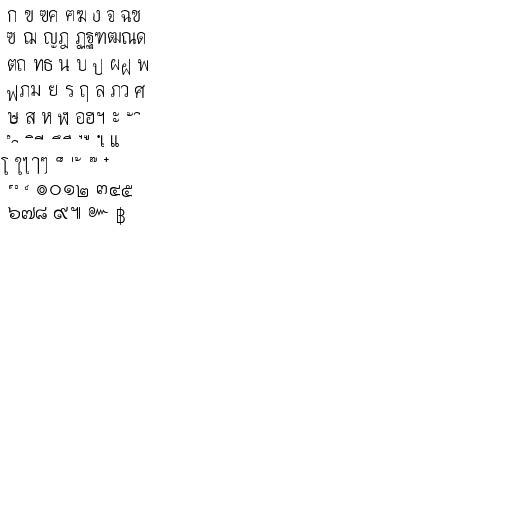 ก ข ฃค ฅฆ ง จ ฉช
ซ ฌ ญฎ ฏฐฑฒณด
ตถ ทธ น บ ป ผฝ พ
ฟภม ย ร ฤ ล ฦว ศ
ษ ส ห ฬ อฮฯ ะ ั า
เ แ
โ ใไ ๅๆ ็ ่ ้ ๊ ๋
์ ํ ๎ ๏๐๑๒ ๓๔๕
๖๗๘ ๙๚ ๛ ฿